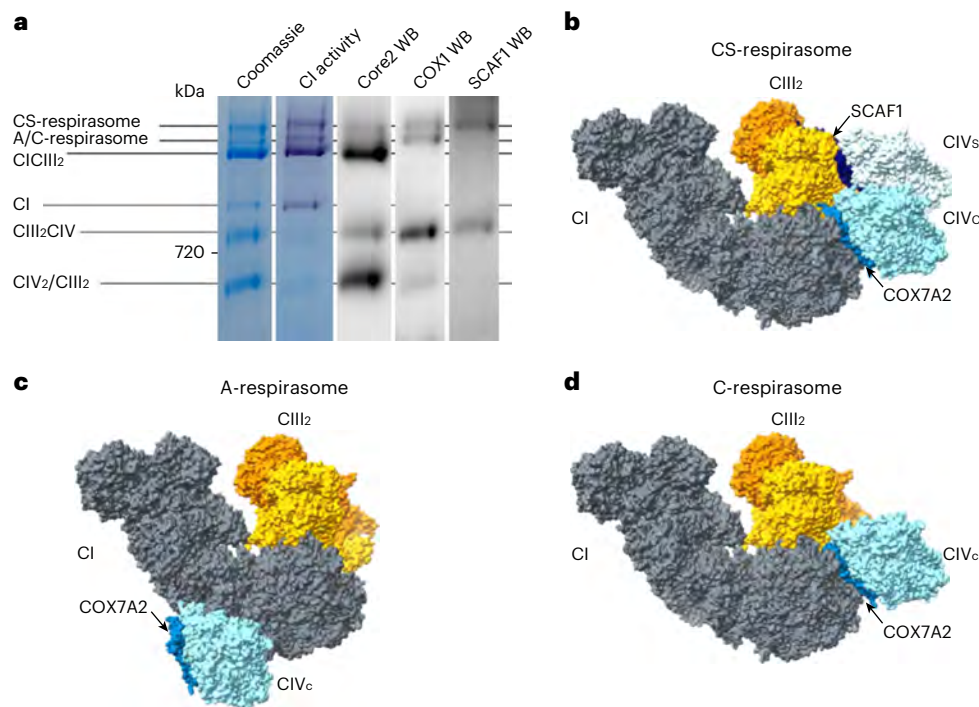 a
Coomassie
CI activity
Core2 WB
COX1 WB
SCAF1 WB
kDa
CS-respirasome
A/C-respirasome
CICIII2
CI
CIII2CIV
720
CIV2/CIII2
b
CS-respirasome
CIII2
SCAF1
CIVS
CI
CIVC
COX7A2
c
A-respirasome
CIII2
CI
COX7A2
CIVc
d
C-respirasome
CIII2
CI
CIVc
COX7A2